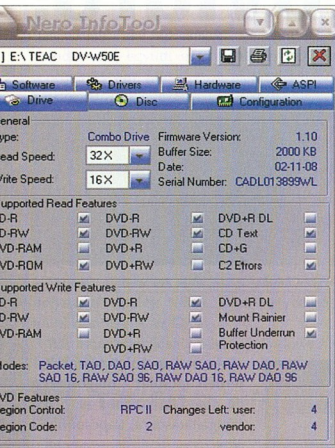 Nero InfoTool
] E:\ TEAC DV-W50E
Software Drivers Hardware ASPI
Drive Disc Configuration
eneral
ype: Combo Drive Firmware Version: 1.10
ead Speed: 32 X Buffer Size: 2000 KB
Date: 02-11-08
Write Speed: 16 X Serial Number: CADL013899WL
upported Read Features
D-R DVD-R DVD+R DL
D-RW DVD-RW CD Text
VD-RAM DVD+R CD+G
VD-ROM DVD+RW C2 Errors
upported Write Features
D-R DVD-R DVD+R DL
D-RW DVD-RW Mount Rainier
VD-RAM DVD+R Buffer Underrun
DVD+RW Protection
Modes: Packet, TAO, DAO, SAO, RAW SAO, RAW DAO, RAW
SAO 16, RAW SAO 96, RAW DAO 16, RAW DAO 96
VD Features
egion Control: RPC II Changes Left: user: 4
egion Code: 2 vendor: 4